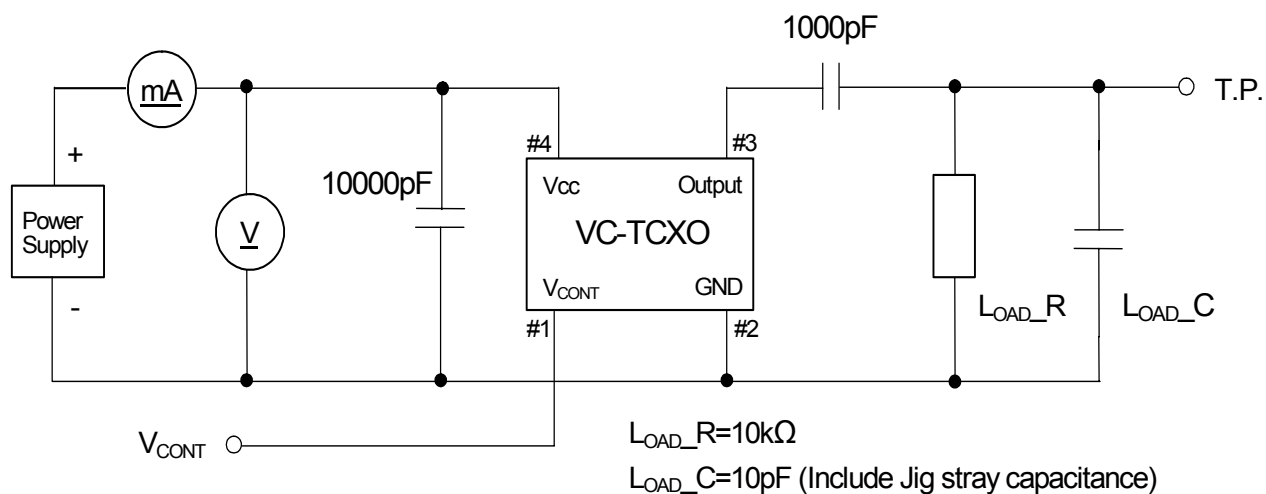 1000pF
mA
T.P.
#4
#3
+
10000pF
Vcc
Output
Power
Supply
V
VC-TCXO
VCONT
GND
-
#1
#2
LOAD_R
LOAD_C
VCONT
LOAD_R=10kΩ
LOAD_C=10pF (Include Jig stray capacitance)